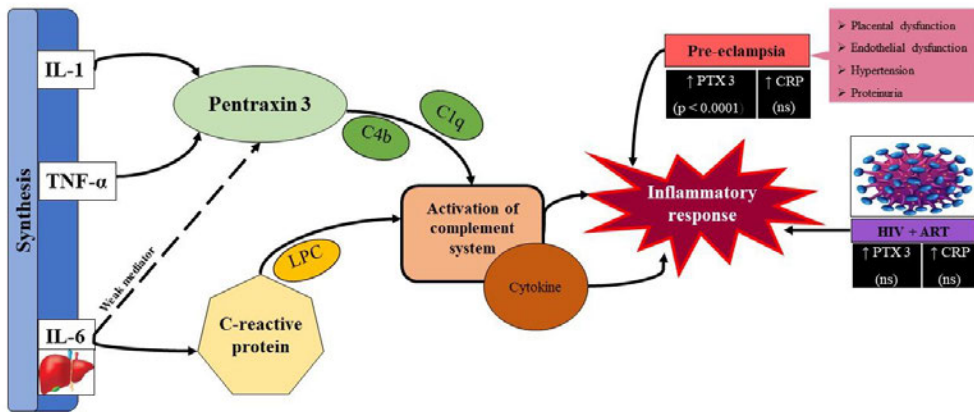 Synthesis
IL-1
TNF-α
IL-6
Weak mediator
Pentraxin 3
C4b
C1q
LPC
C-reactive
protein
Activation of
complement
system
Cytokine
Inflammatory
response
Pre-eclampsia
↑ PTX 3
(p < 0.0001)
↑ CRP
(ns)
➤ Placental dysfunction
➤ Endothelial dysfunction
➤ Hypertension
➤ Proteinuria
HIV + ART
↑ PTX 3
(ns)
↑ CRP
(ns)